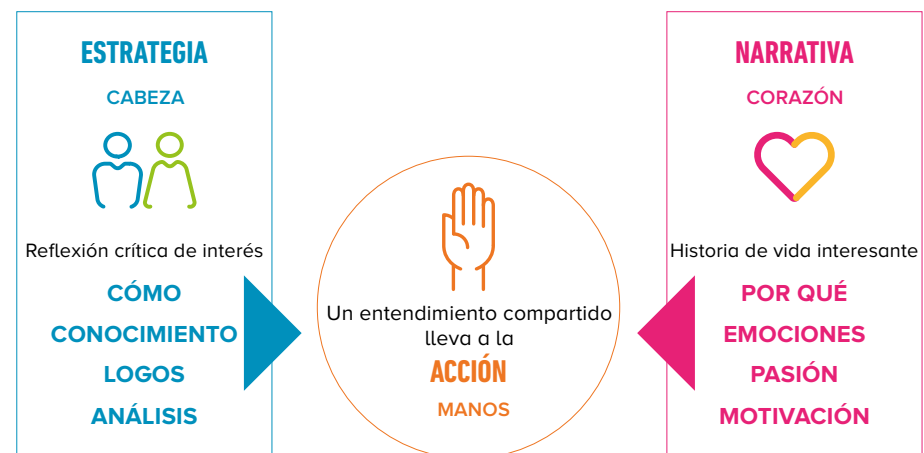 ESTRATEGIA
CABEZA
Reflexión crítica de interés
CÓMO
CONOCIMIENTO
LOGOS
ANÁLISIS
Un entendimiento compartido
lleva a la
ACCIÓN
MANOS
NARRATIVA
CORAZÓN
Historia de vida interesante
POR QUÉ
EMOCIONES
PASIÓN
MOTIVACIÓN